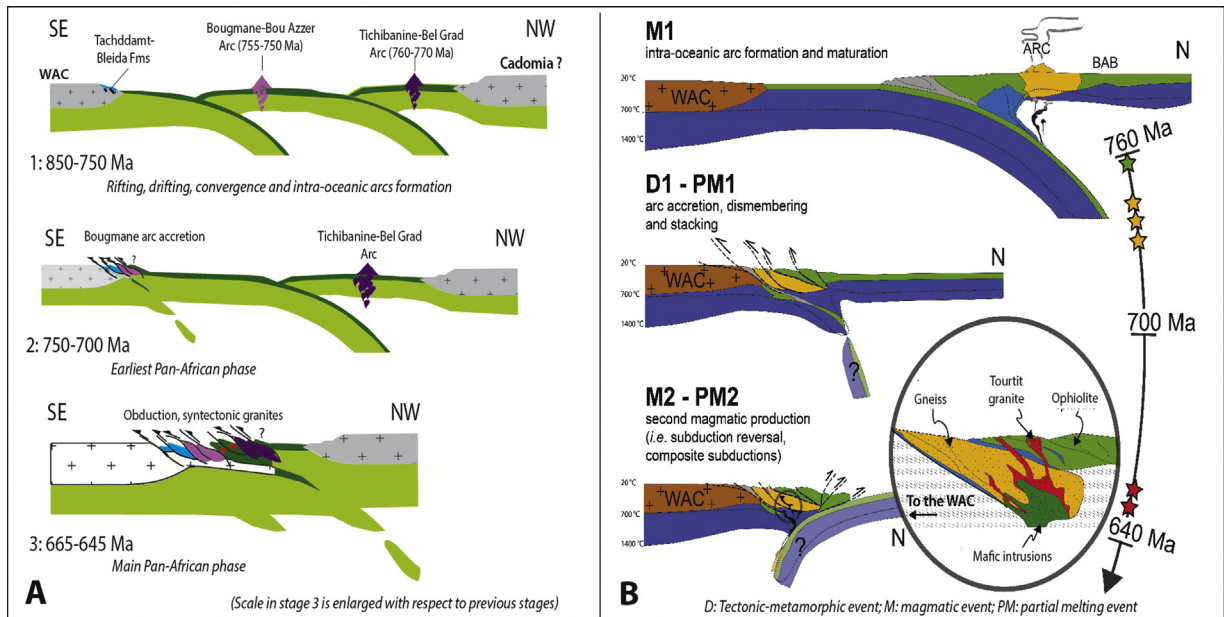 SE
NW
Tachddamt-
Bleida Fms
Bougmane-Bou Azzer
Arc (755-750 Ma)
Tichibanine-Bel Grad
Arc (760-770 Ma)
WAC
Cadomia ?
?
1: 850-750 Ma
Rifting, drifting, convergence and intra-oceanic arcs formation
SE
NW
Bougmane arc accretion
Tichibanine-Bel Grad
Arc
?
2: 750-700 Ma
Earliest Pan-African phase
SE
NW
Obduction, syntectonic granites
?
3: 665-645 Ma
Main Pan-African phase
A
(Scale in stage 3 is enlarged with respect to previous stages)
M1
intra-oceanic arc formation and maturation
ARC
BAB
N
20°C
700°C
1400°C
WAC
760 Ma
D1 - PM1
arc accretion, dismembering
and stacking
N
20°C
700°C
1400°C
WAC
?
700 Ma
M2 - PM2
second magmatic production
(i.e. subduction reversal,
composite subductions)
20°C
700°C
1400°C
WAC
?
N
Gneiss
Tourtit
granite
Ophiolite
To the WAC
Mafic intrusions
640 Ma
B
D: Tectonic-metamorphic event; M: magmatic event; PM: partial melting event